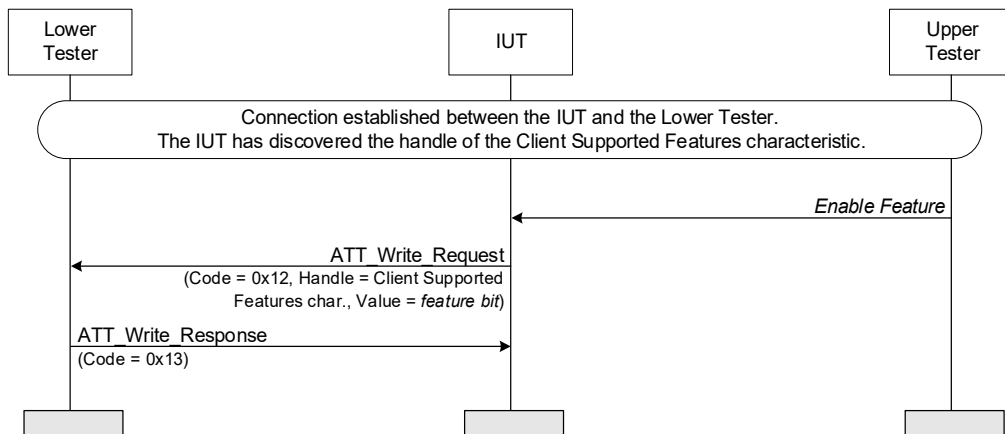 Lower
Tester
IUT
Upper
Tester
Connection established between the IUT and the Lower Tester.
The IUT has discovered the handle of the Client Supported Features characteristic.
Enable Feature
ATT_Write_Request
(Code = 0x12, Handle = Client Supported
Features char., Value = feature bit)
ATT_Write_Response
(Code = 0x13)